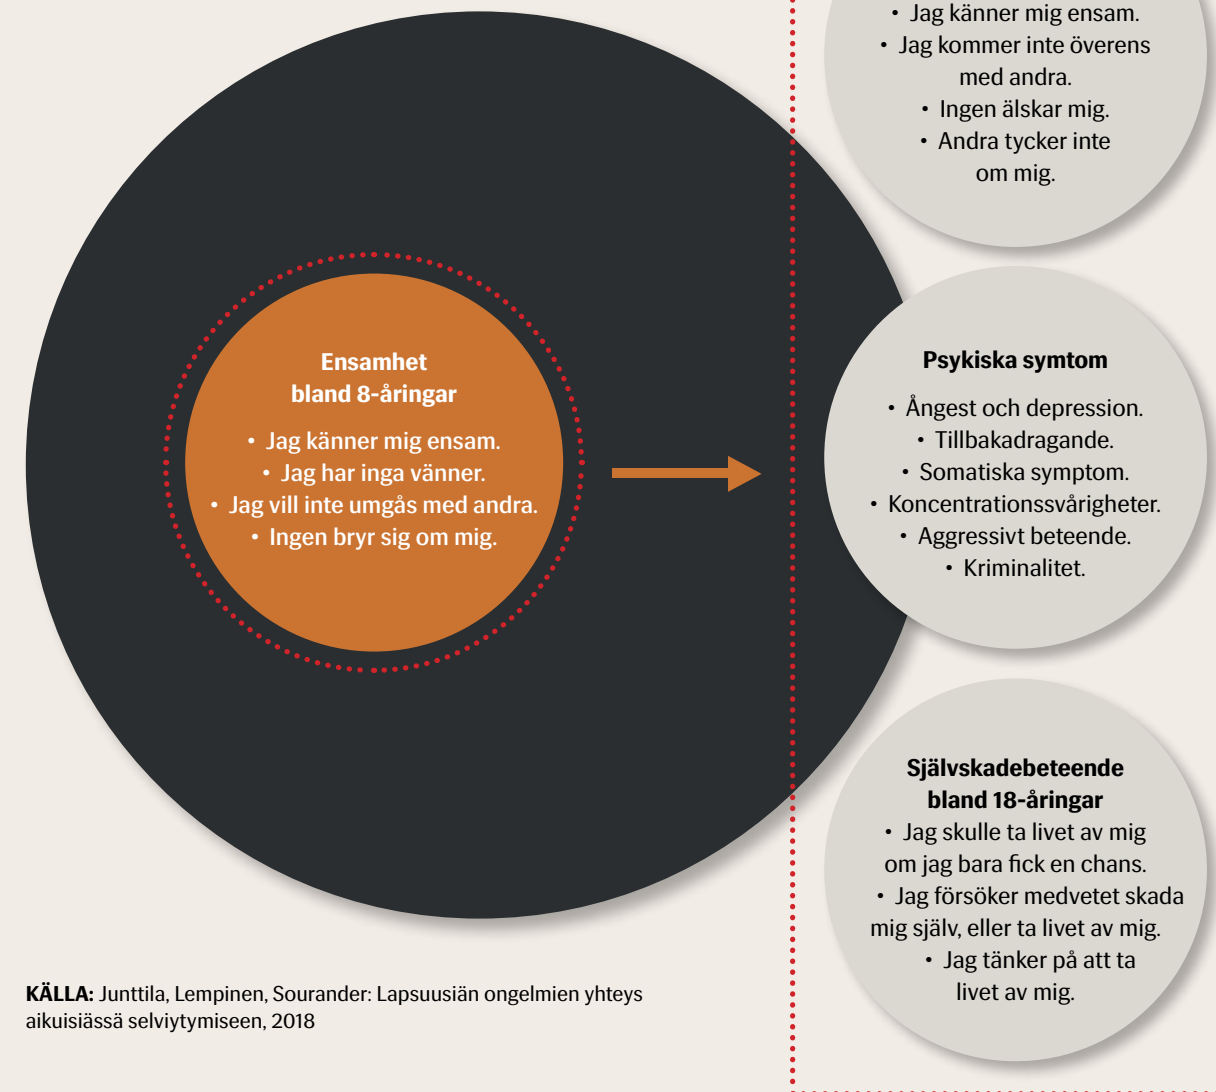 • Jag känner mig ensam.
• Jag kommer inte överens
med andra.
• Ingen älskar mig.
• Andra tycker inte
om mig.
Ensamhet
bland 8-åringar
• Jag känner mig ensam.
• Jag har inga vänner.
• Jag vill inte umgås med andra.
• Ingen bryr sig om mig.
Psykiska symtom
• Ångest och depression.
• Tillbakadragande.
• Somatiska symptom.
• Koncentrationssvårigheter.
• Aggressivt beteende.
• Kriminalitet.
Självskadebeteende
bland 18-åringar
• Jag skulle ta livet av mig
om jag bara fick en chans.
• Jag försöker medvetet skada
mig själv, eller ta livet av mig.
• Jag tänker på att ta
livet av mig.
KÄLLA: Junttila, Lempinen, Sourander: Lapsuusiän ongelmien yhteys
aikuisiässä selviytymiseen, 2018